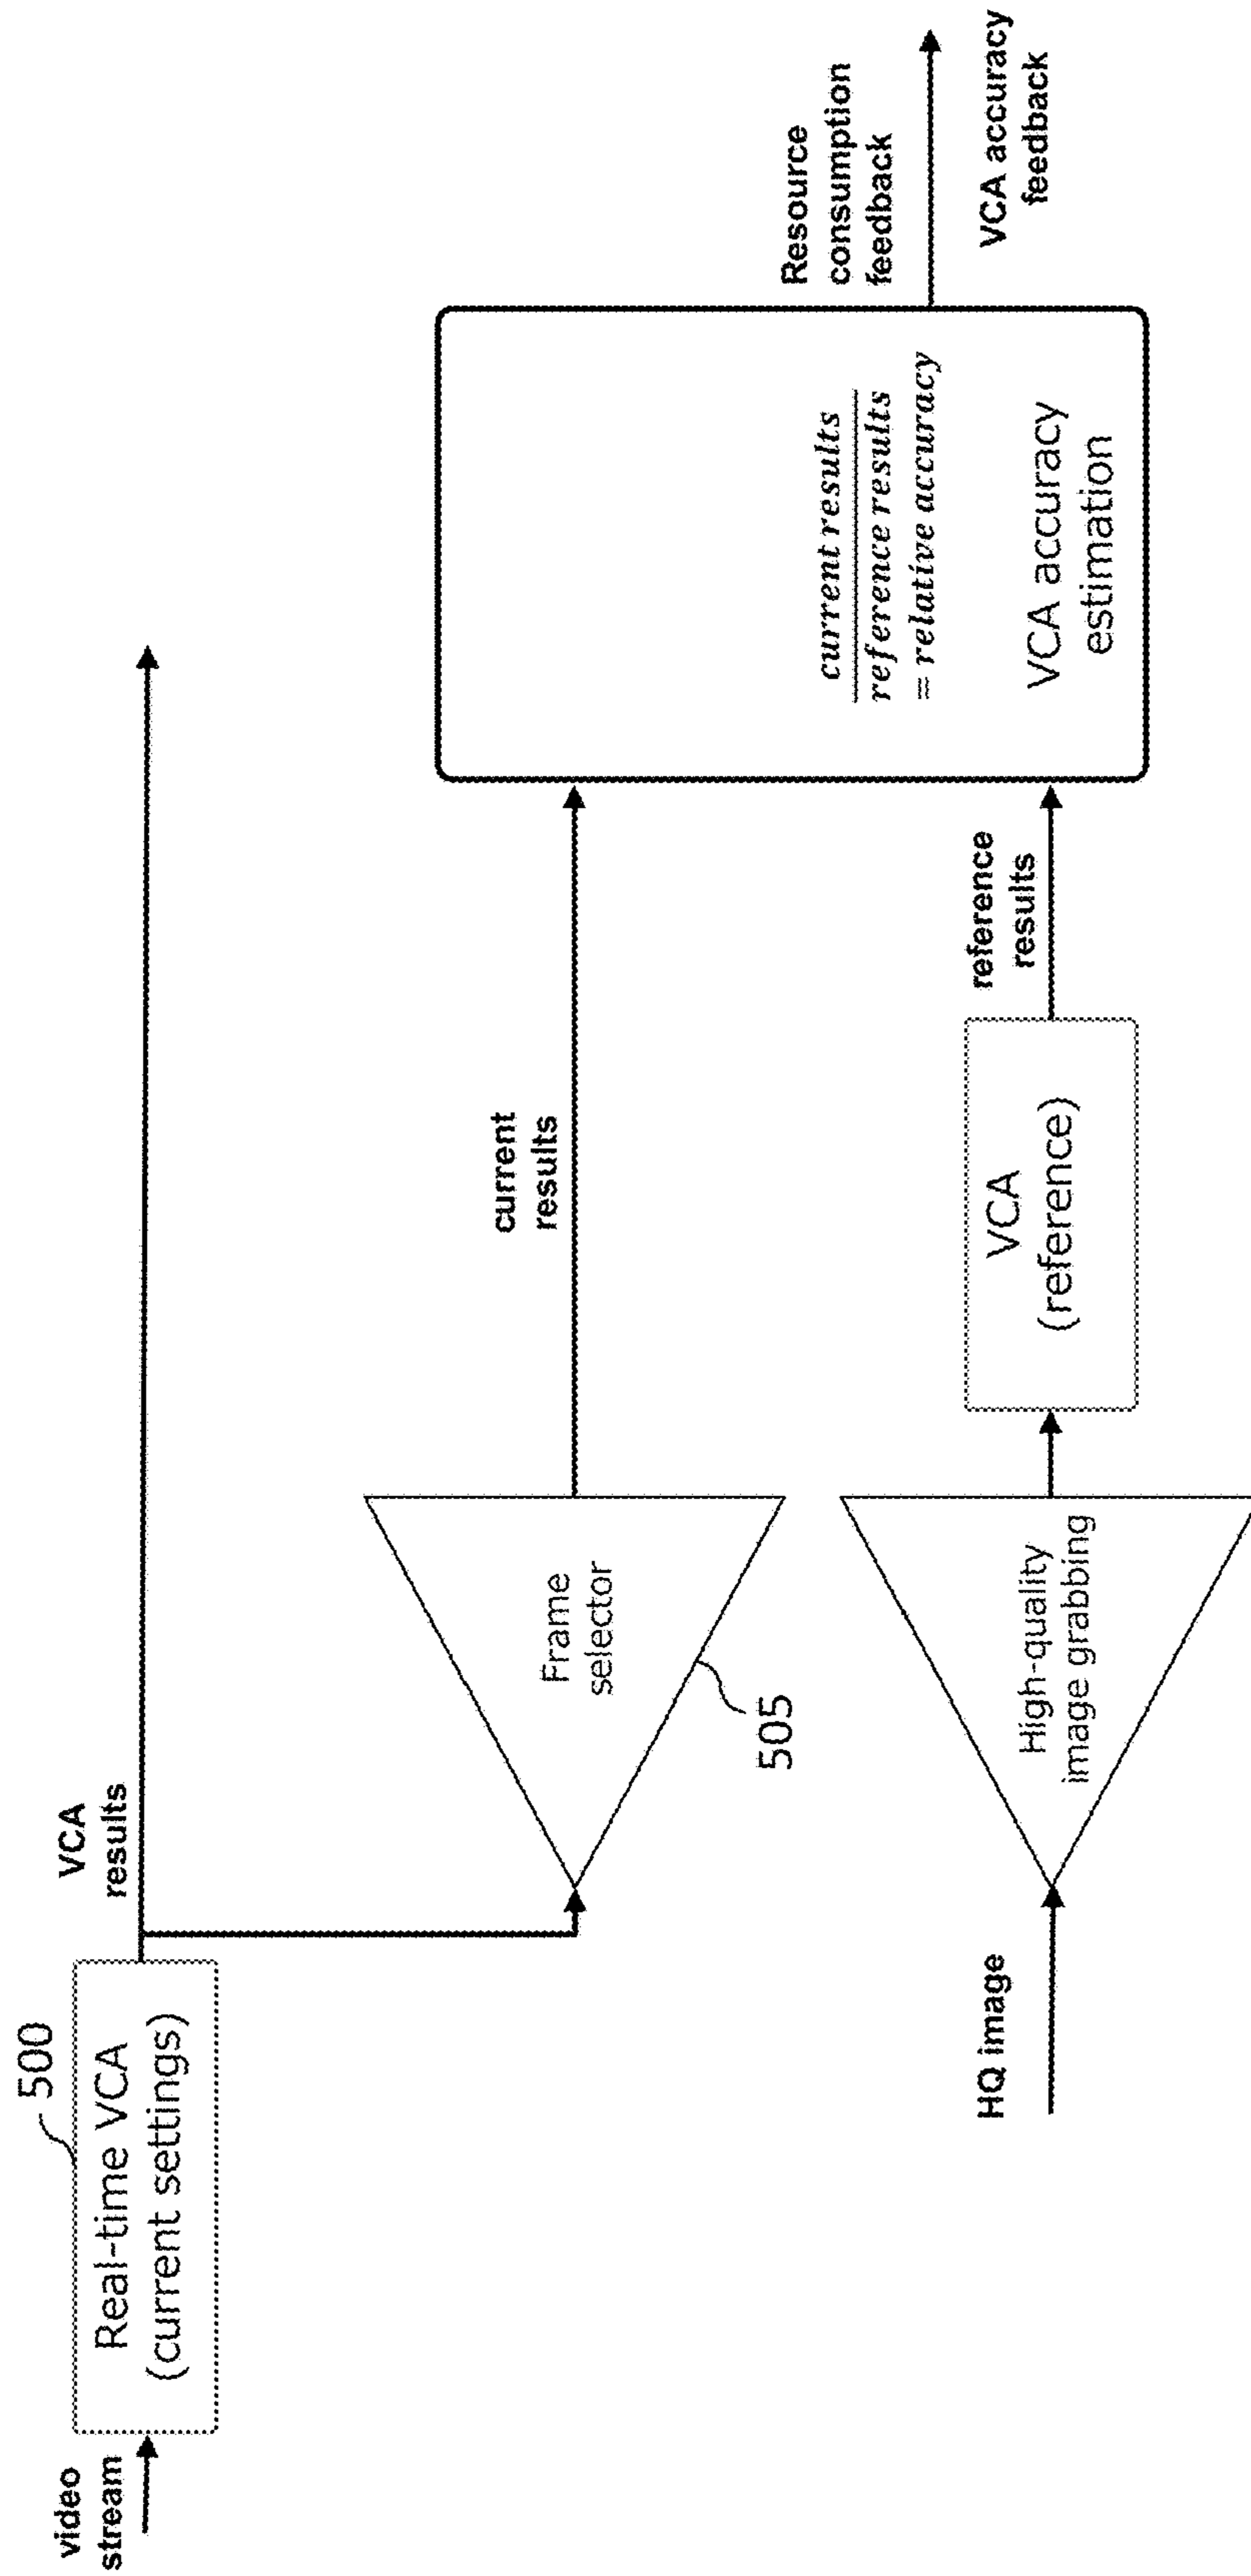 video
stream
500
Real-time VCA
(current settings)
VCA
results
Frame
selector
505
current
results
HQ image
High-quality
image grabbing
VCA
(reference)
reference
results
current results
reference results
= relative accuracy
VCA accuracy
estimation
Resource
consumption
feedback
VCA accuracy
feedback